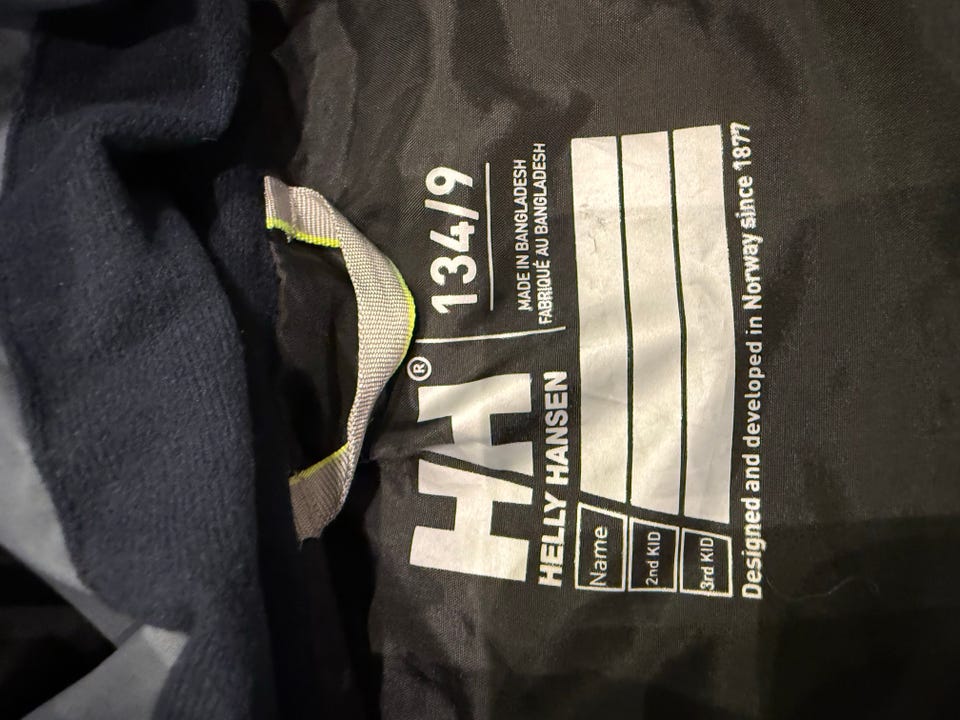 HH®
HELLY HANSEN
134/9
MADE IN BANGLADESH
FABRIQUÉ AU BANGLADESH
Name
2nd KID
3rd KID
Designed and developed in Norway since 1877